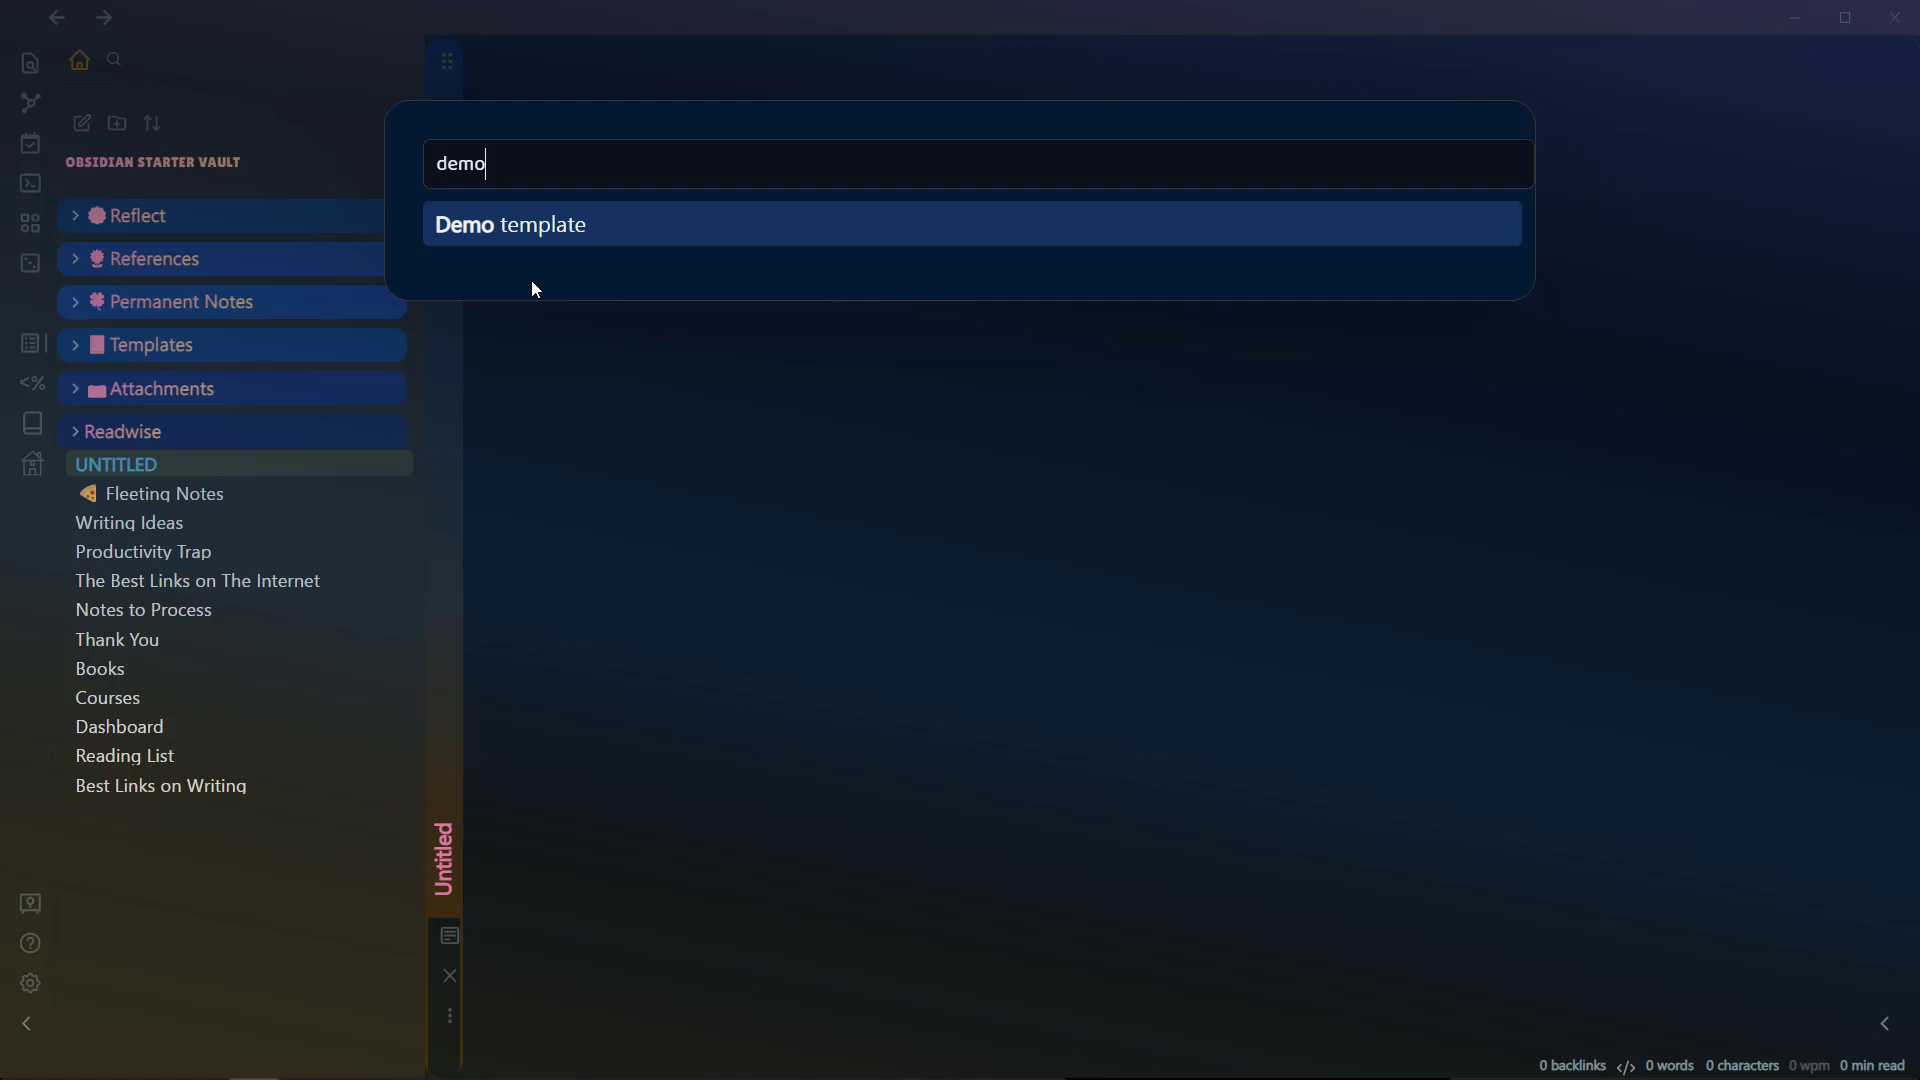 OBSIDIAN STARTER VAULT
demo
Demo template
Reflect
References
Permanent Notes
Templates
Attachments
Readwise
UNTITLED
Fleeting Notes
Writing Ideas
Productivity Trap
The Best Links on The Internet
Notes to Process
Thank You
Books
Courses
Dashboard
Reading List
Best Links on Writing
Untitled
0 backlinks </> 0 words 0 characters 0 wpm 0 min read